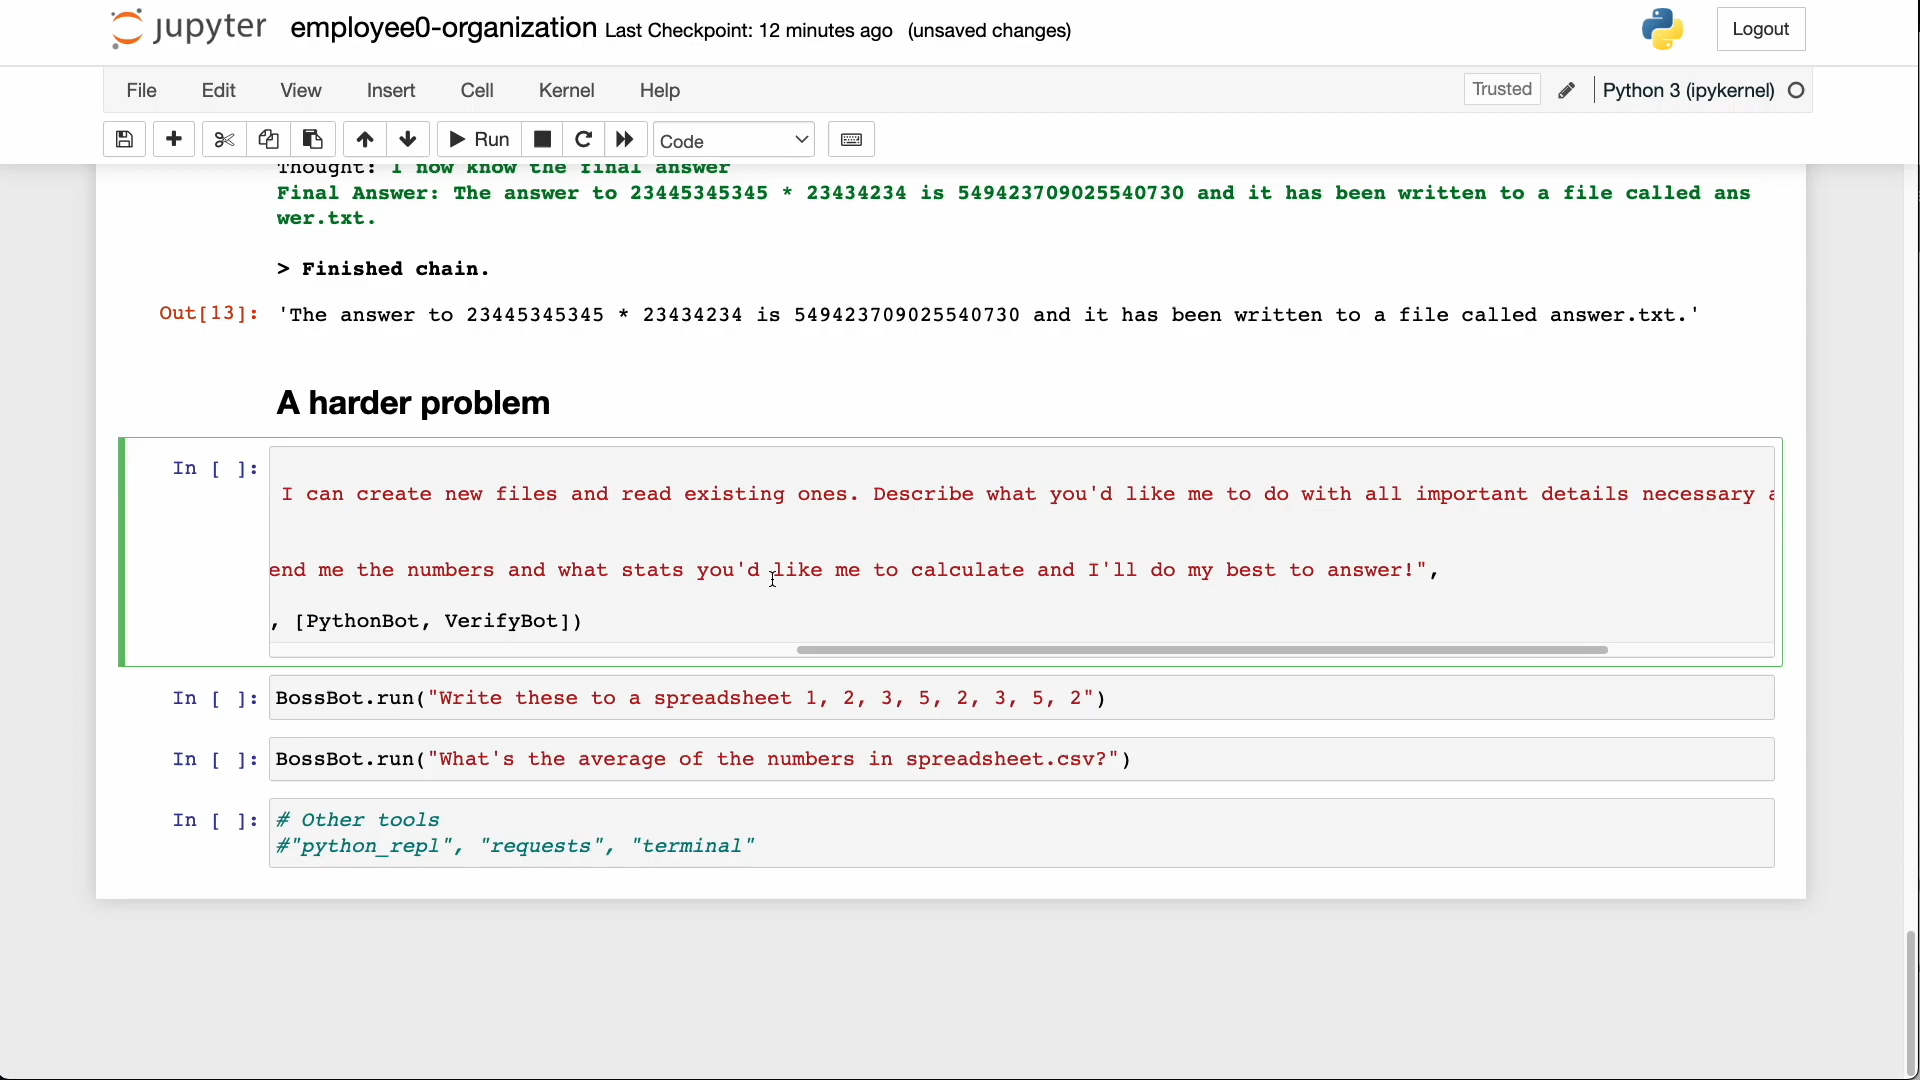 jupyter employee0-organization Last Checkpoint: 12 minutes ago (unsaved changes) Logout
File Edit View Insert Cell Kernel Help Trusted Python 3 (ipykernel)
Run Code
Thought: I now know the final answer
Final Answer: The answer to 23445345345 * 23434234 is 549423709025540730 and it has been written to a file called ans
wer.txt.
> Finished chain.
Out[13]: 'The answer to 23445345345 * 23434234 is 549423709025540730 and it has been written to a file called answer.txt.'
A harder problem
In [ ]:
I can create new files and read existing ones. Describe what you'd like me to do with all important details necessary a
end me the numbers and what stats you'd like me to calculate and I'll do my best to answer!",
, [PythonBot, VerifyBot])
In [ ]: BossBot.run("Write these to a spreadsheet 1, 2, 3, 5, 2, 3, 5, 2")
In [ ]: BossBot.run("What's the average of the numbers in spreadsheet.csv?")
In [ ]: # Other tools
#"python_repl", "requests", "terminal"